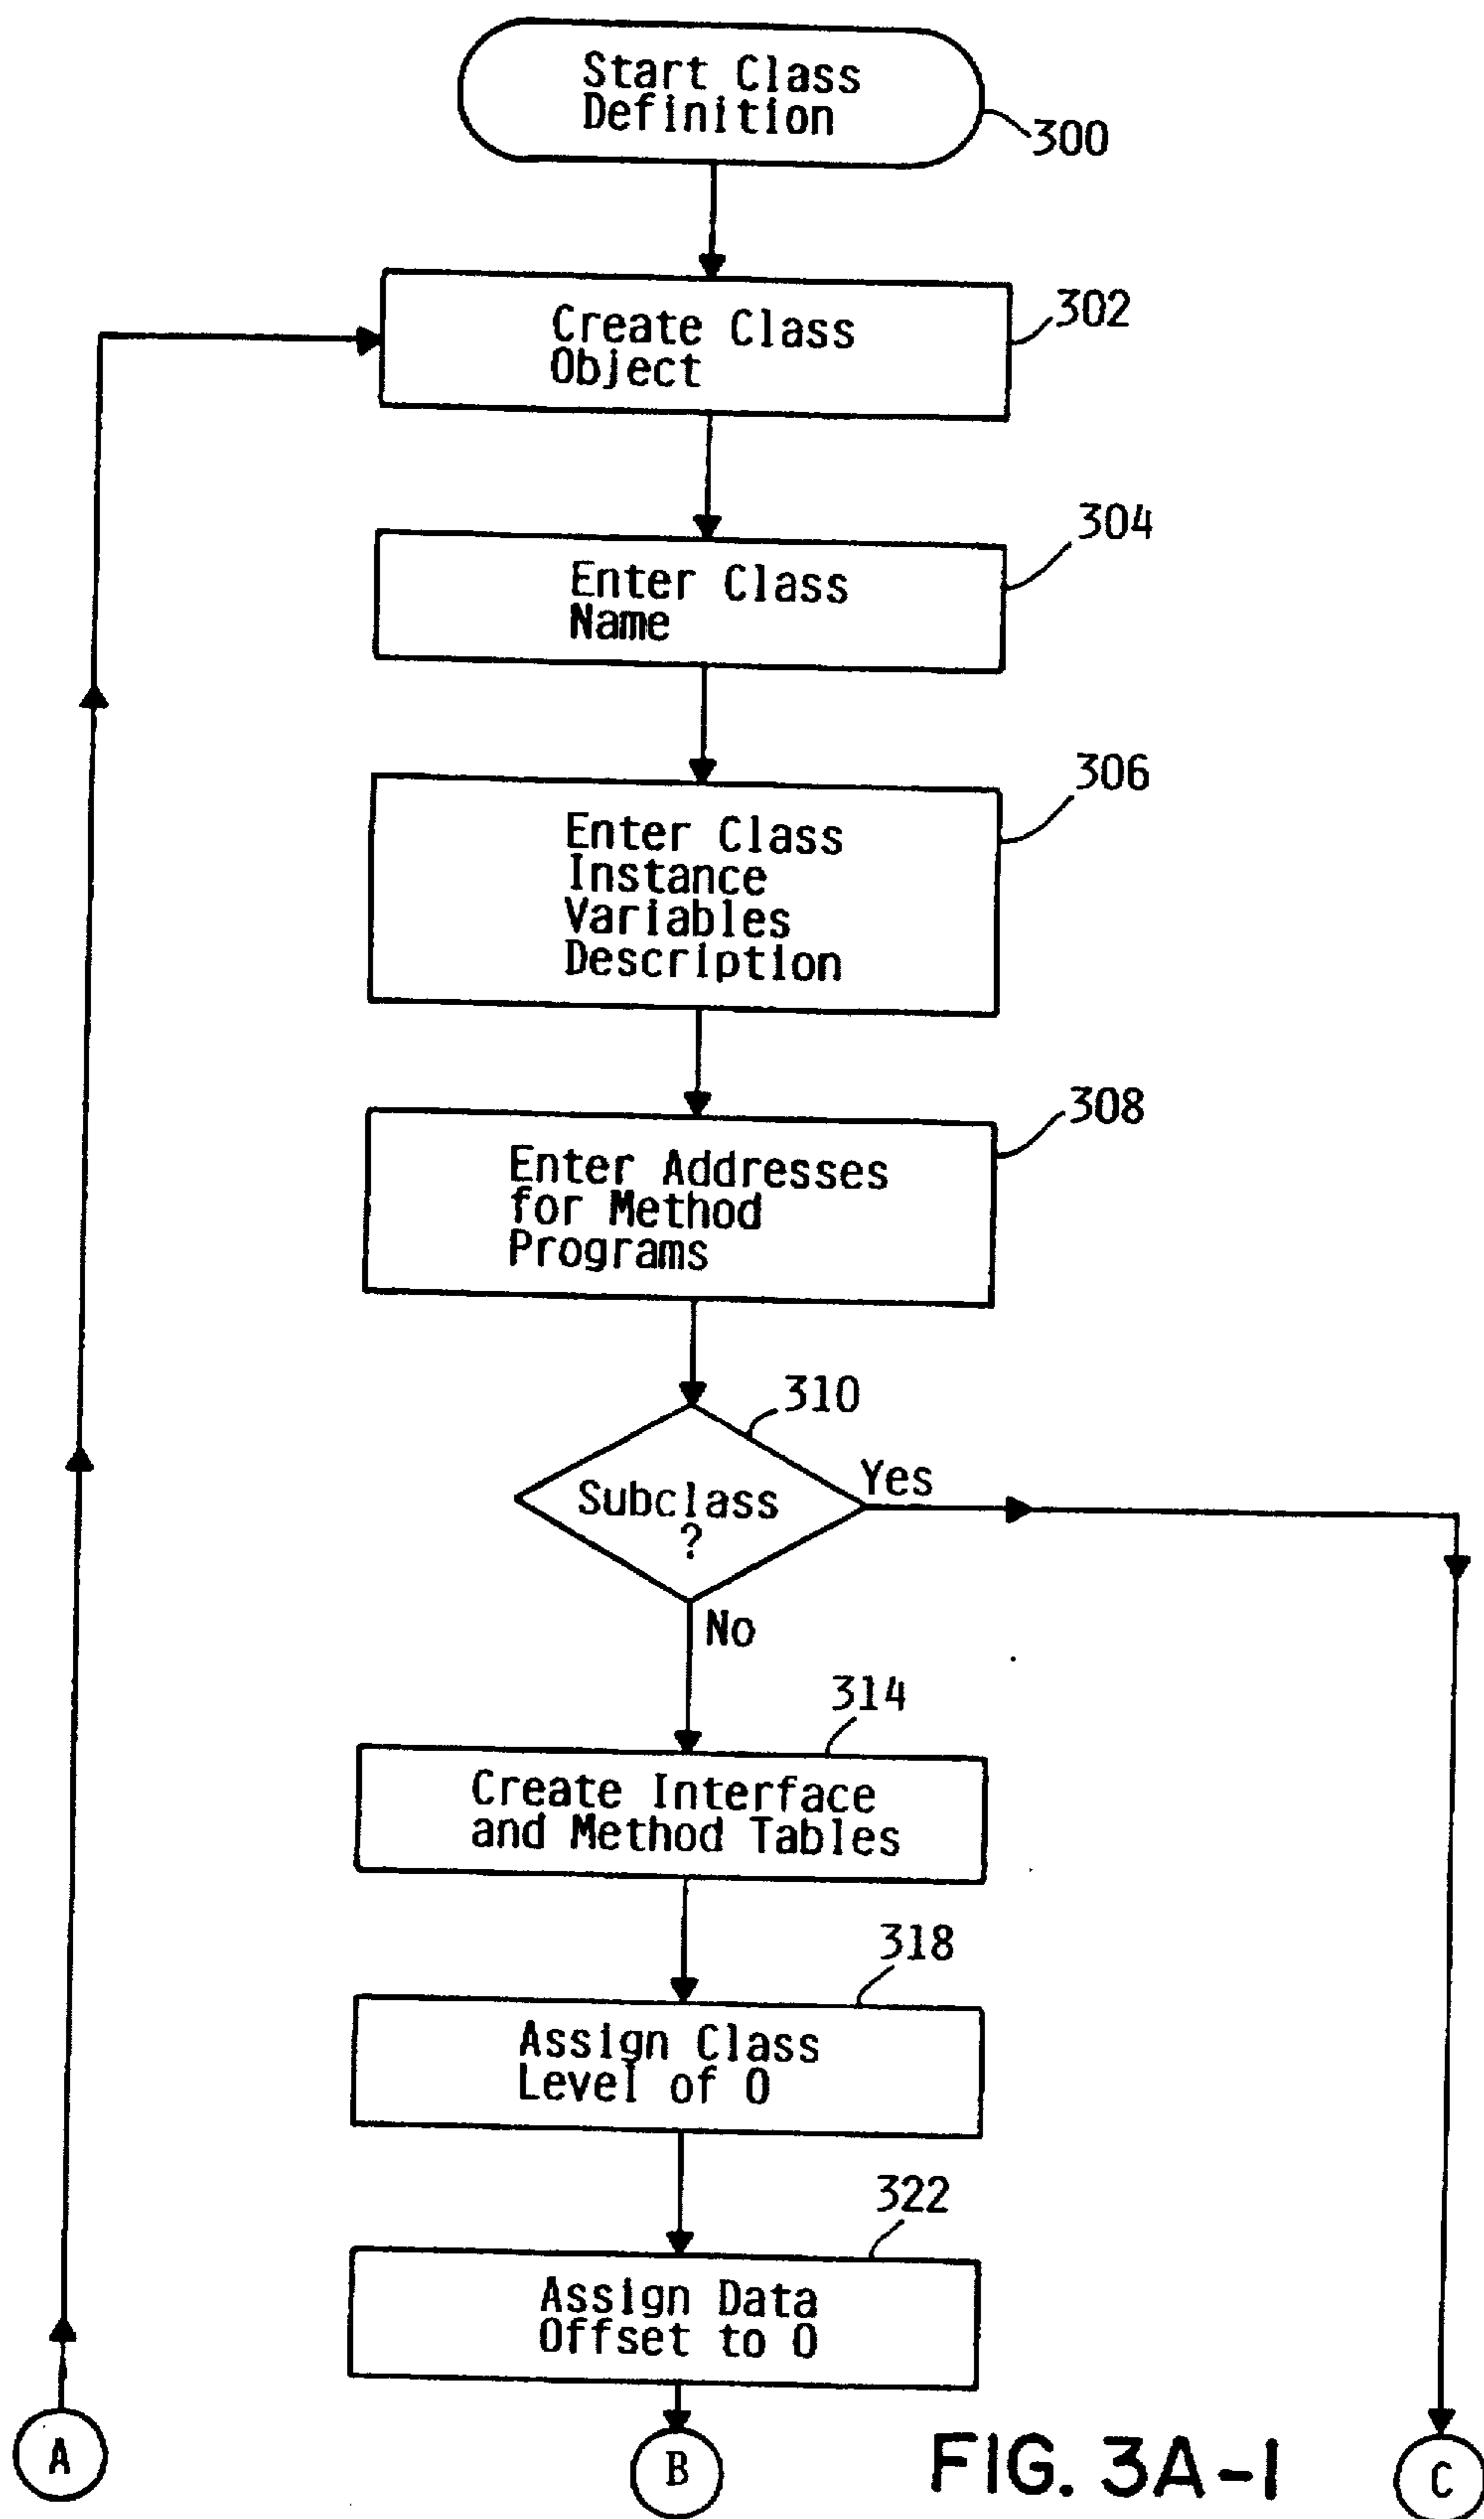 Start Class
Definition
300
Create Class
Object
302
Enter Class
Name
304
Enter Class
Instance
Variables
Description
306
Enter Addresses
for Method
Programs
308
310
Subclass
?
Yes
No
314
Create Interface
and Method Tables
318
Assign Class
Level of 0
322
Assign Data
Offset to 0
A
B
C
FIG. 3A-1